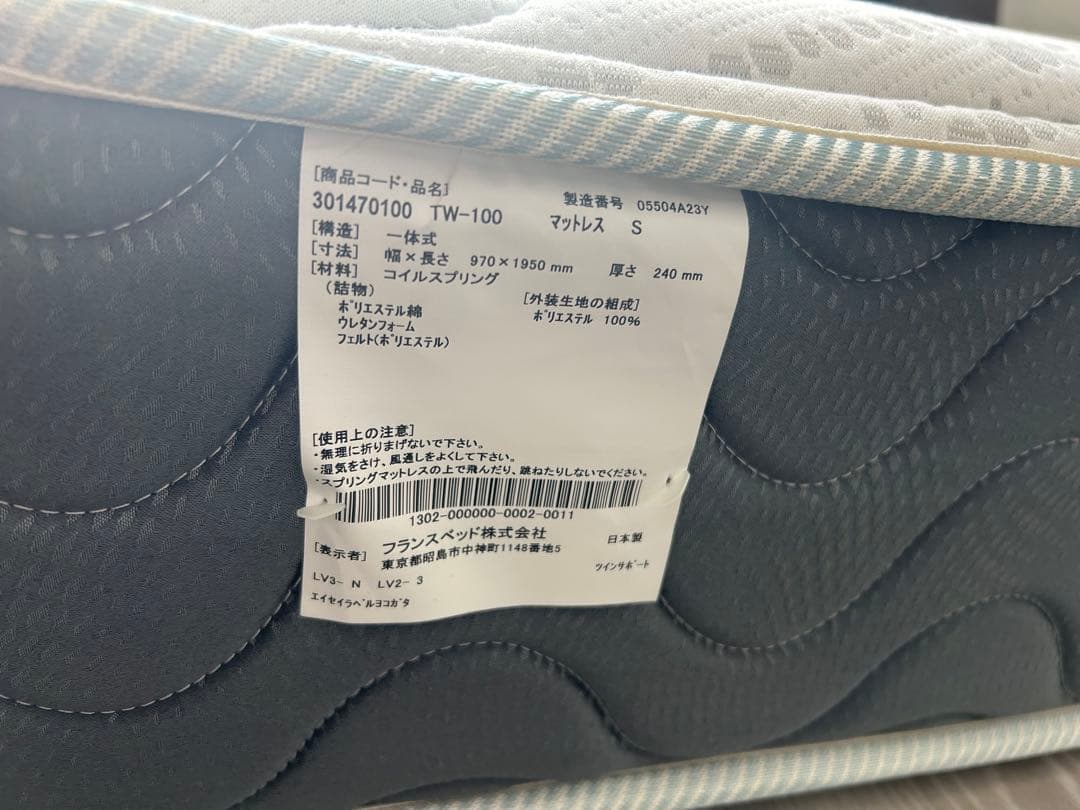 [商品コード・品名]
製造番号 05504A23Y
301470100 TW-100 マットレス S
[構造] 一体式
[寸法] 幅×長さ 970×1950 mm 厚さ 240 mm
[材料] コイルスプリング
(詰物) [外装生地の組成]
ポリエステル綿 ポリエステル 100%
ウレタンフォーム
フェルト(ポリエステル)
[使用上の注意]
・無理に折りまげないで下さい。
・湿気をさけ、風通しをよくして下さい。
・スプリングマットレスの上で飛んだり、跳ねたりしないでください。
1302-000000-0002-0011
[表示者] フランスベッド株式会社 日本製
東京都昭島市中神町1148番地5
ツインサポート
LV3- N LV2- 3
エイセイラベルヨコガタ